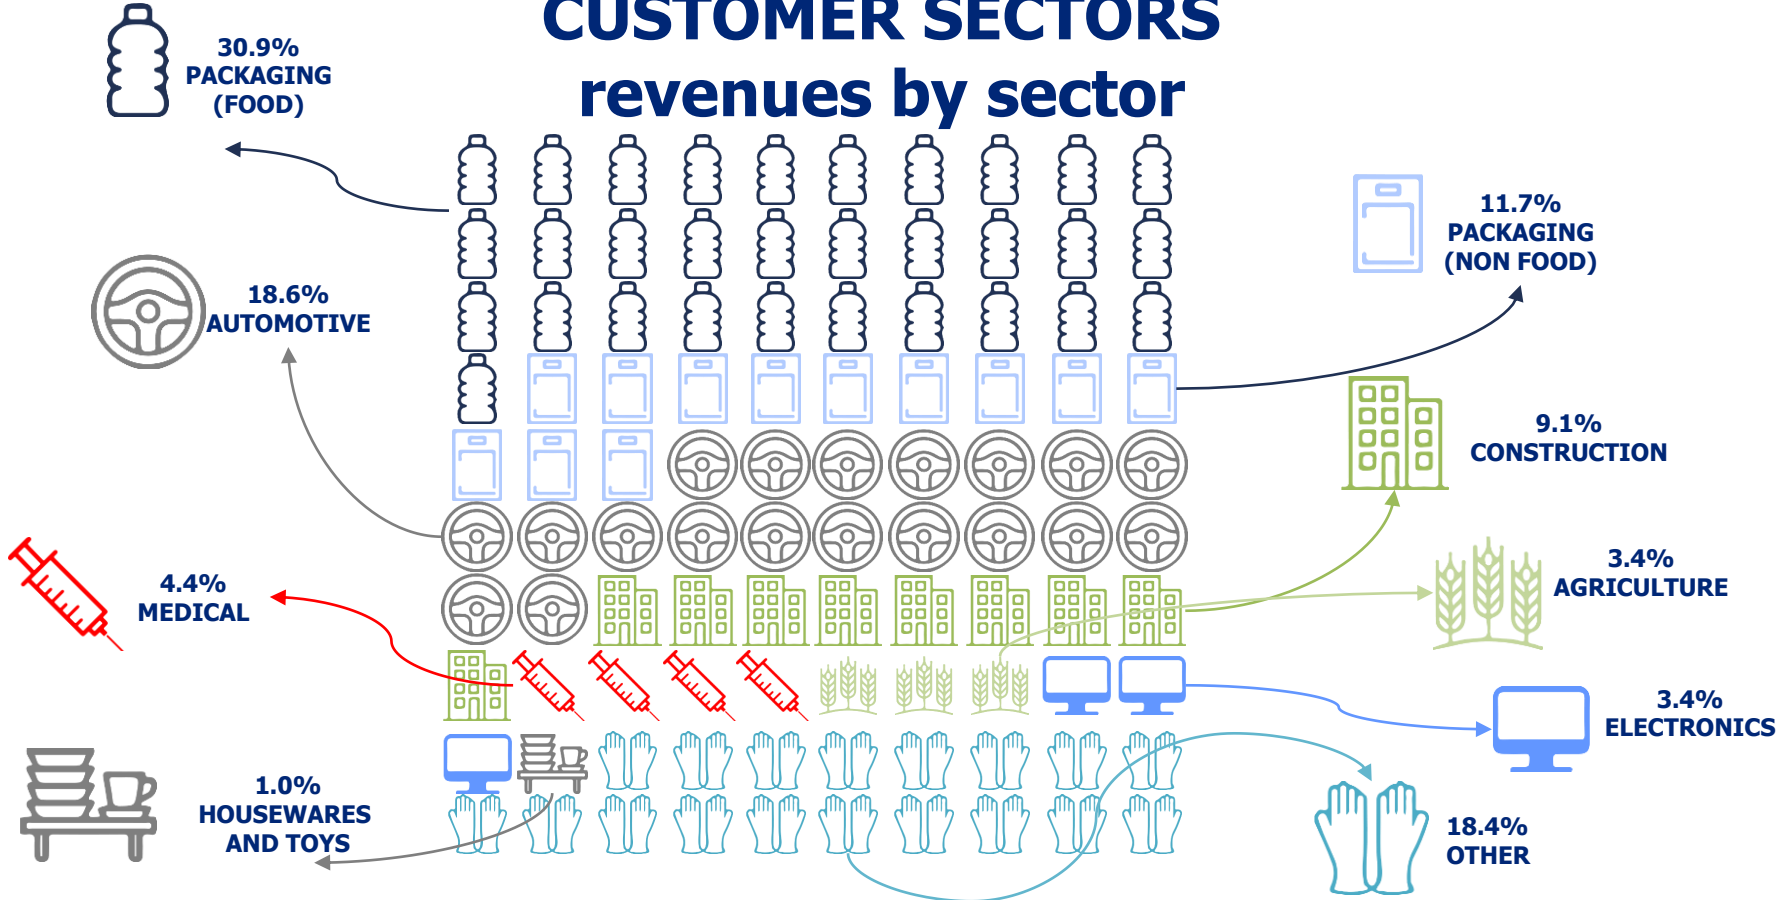 CUSTOMER SECTORS
revenues by sector
30.9%
PACKAGING
(FOOD)
11.7%
PACKAGING
(NON FOOD)
18.6%
AUTOMOTIVE
9.1%
CONSTRUCTION
4.4%
MEDICAL
3.4%
AGRICULTURE
3.4%
ELECTRONICS
1.0%
HOUSEWARES
AND TOYS
18.4%
OTHER